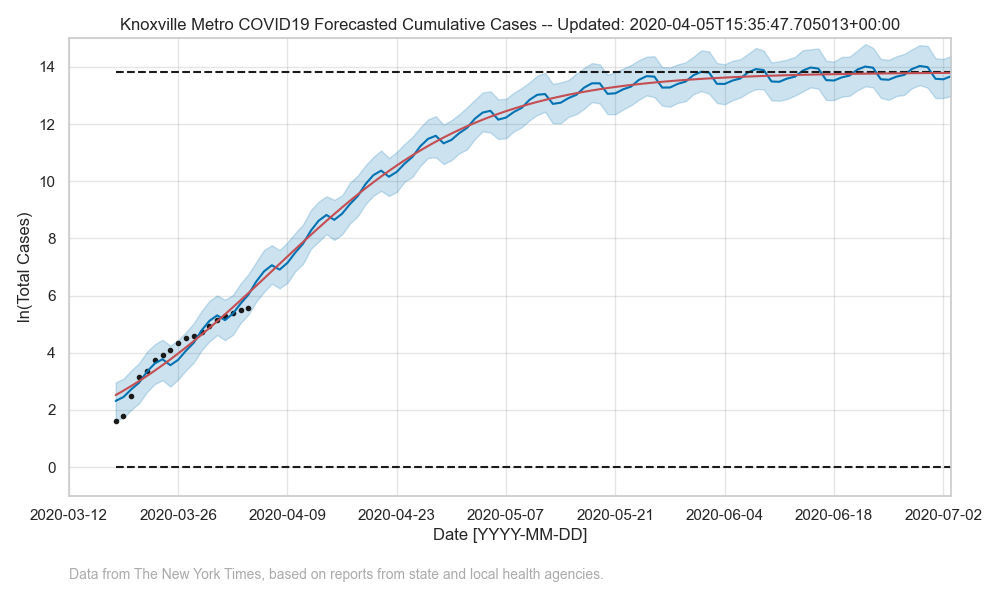 Knoxville Metro COVID19 Forecasted Cumulative Cases -- Updated: 2020-04-05T15:35:47.705013+00:00
ln(Total Cases)
14
12
10
8
6
4
2
0
2020-03-12 2020-03-26 2020-04-09 2020-04-23 2020-05-07 2020-05-21 2020-06-04 2020-06-18 2020-07-02
Date [YYYY-MM-DD]
Data from The New York Times, based on reports from state and local health agencies.